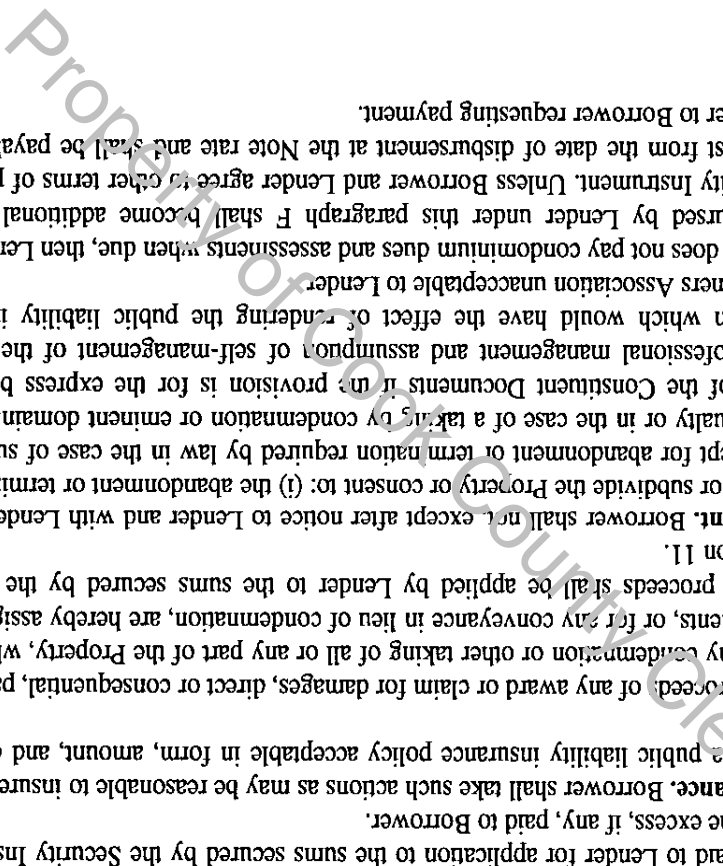 id to Lender for application to the sums secured by the Security Ins
e excess, if any, paid to Borrower.
ance. Borrower shall take such actions as may be reasonable to insure
a public liability insurance policy acceptable in form, amount, and
roceeds of any award or claim for damages, direct or consequential, pa
ny condemnation or other taking of all or any part of the Property, wh
ents, or for any conveyance in lieu of condemnation, are hereby assig
proceeds shall be applied by Lender to the sums secured by the
on 11.
nt. Borrower shall not, except after notice to Lender and with Lende
or subdivide the Property or consent to: (i) the abandonment or termi
ept for abandonment or termination required by law in the case of su
ualty or in the case of a taking by condemnation or eminent domain
of the Constituent Documents if the provision is for the express b
ofessional management and assumption of self-management of the
n which would have the effect of rendering the public liability i
ners Association unacceptable to Lender.
does not pay condominium dues and assessments when due, then Len
ursed by Lender under this paragraph F shall become additional
ity Instrument. Unless Borrower and Lender agree to other terms of p
st from the date of disbursement at the Note rate and shall be payab
er to Borrower requesting payment.
Property of Cook County Cle